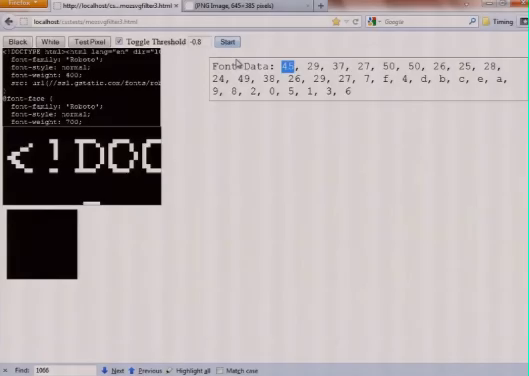 Firefox
http://localhost/cs...mozsvgfilter3.html ×
(PNG Image, 645×385 pixels) ×
localhost/csstests/mozsvgfilter3.html
Google
Timing
Black White Test Pixel Toggle Threshold -0.8 Start
<!DOCTYPE html><html lang="en" dir="l
font-family: 'Roboto';
font-style: normal;
font-weight: 400;
src: url(//ssl.gstatic.com/fonts/ro
@font-face {
font-family: 'Roboto';
font-style: normal;
font-weight: 700;
<!DOC
Font Data: 45, 29, 37, 27, 50, 50, 26, 25, 28,
24, 49, 38, 26, 29, 27, 7, f, 4, d, b, c, e, a,
9, 8, 2, 0, 5, 1, 3, 6
× Find: 1066 Next Previous Highlight all Match case